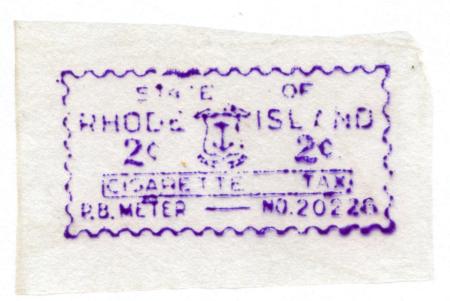 STATE OF
RHODE ISLAND
2¢ 2¢
CIGARETTE TAX
P.B. METER — NO. 20226